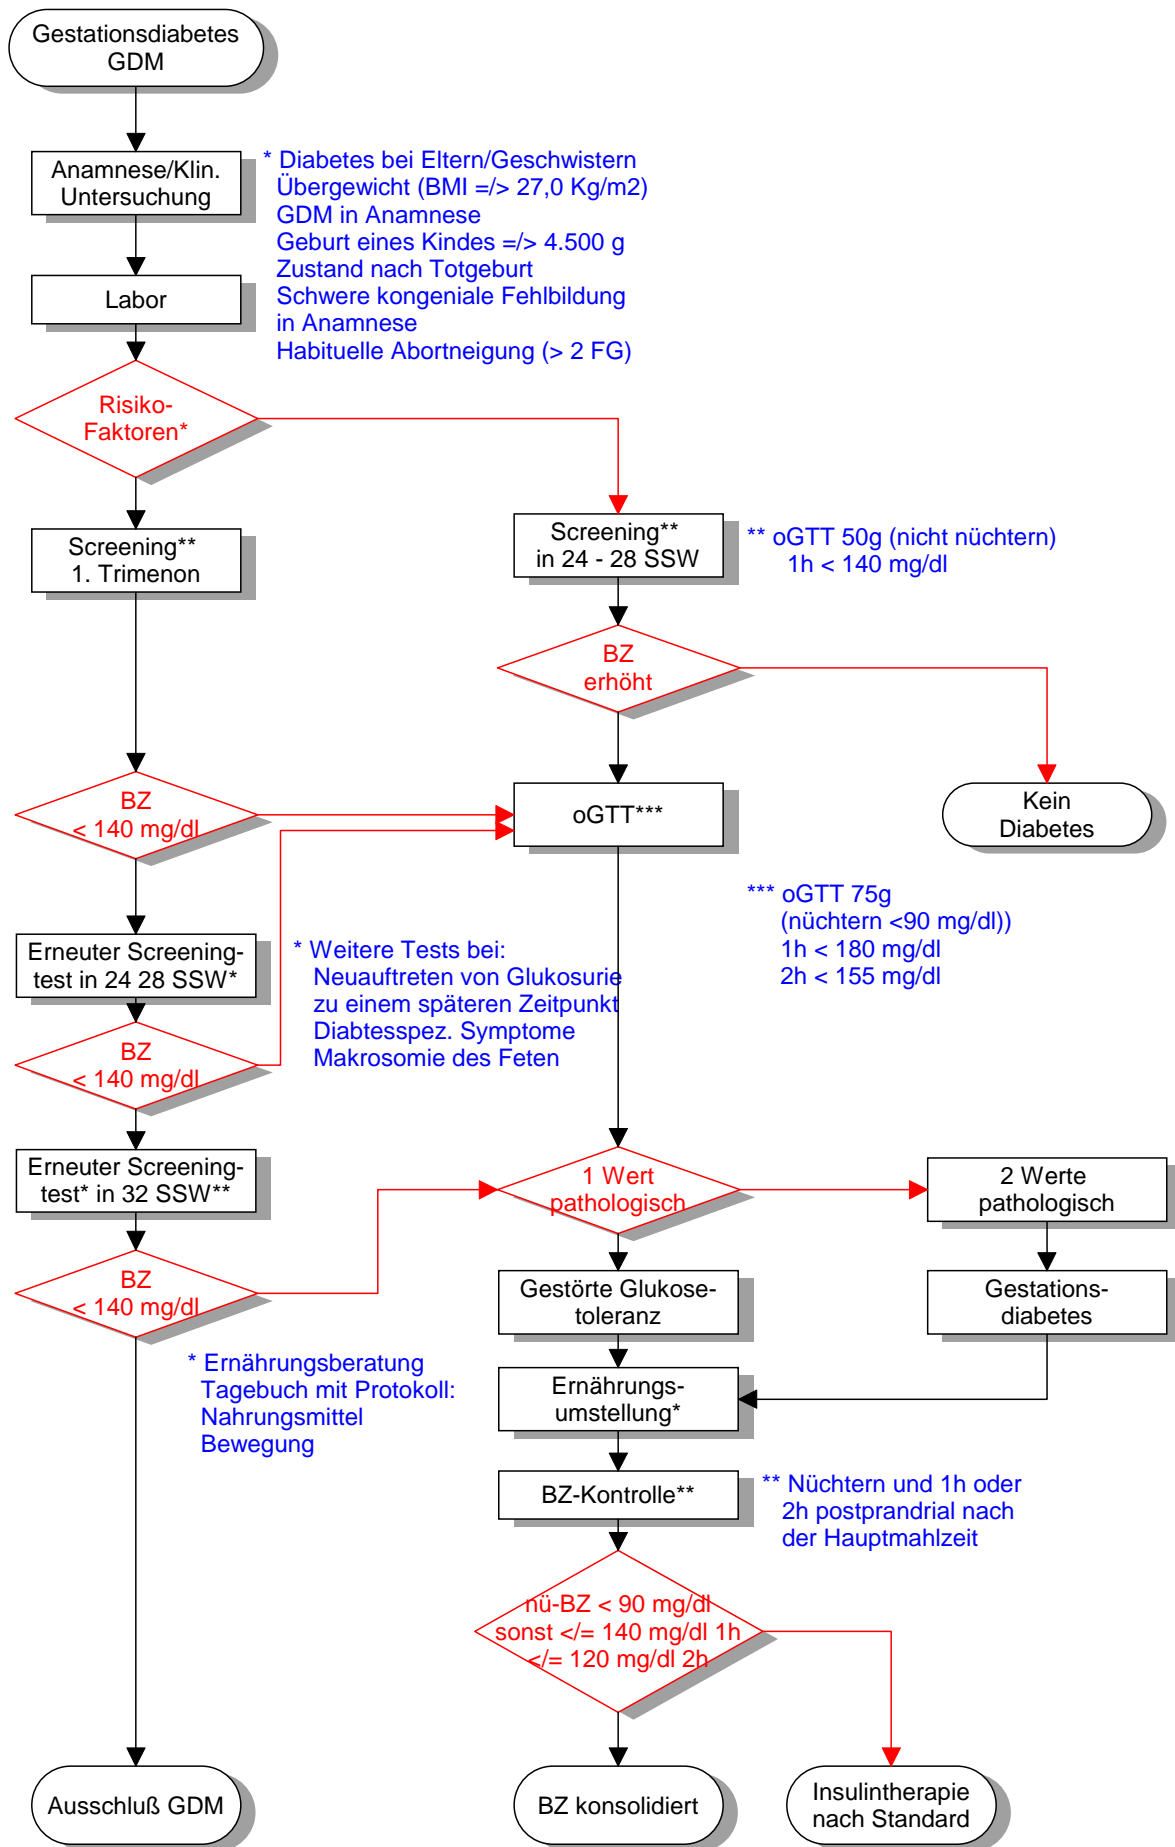 Gestationsdiabetes
GDM
Anamnese/Klin.
Untersuchung
* Diabetes bei Eltern/Geschwistern
Übergewicht (BMI =/> 27,0 Kg/m2)
GDM in Anamnese
Geburt eines Kindes =/> 4.500 g
Zustand nach Totgeburt
Schwere kongeniale Fehlbildung
in Anamnese
Habituelle Abortneigung (> 2 FG)
Labor
Risiko-
Faktoren*
Screening**
1. Trimenon
Screening**
in 24 - 28 SSW
** oGTT 50g (nicht nüchtern)
1h < 140 mg/dl
BZ
erhöht
BZ
< 140 mg/dl
oGTT***
Kein
Diabetes
*** oGTT 75g
(nüchtern <90 mg/dl))
1h < 180 mg/dl
2h < 155 mg/dl
Erneuter Screening-
test in 24 28 SSW*
* Weitere Tests bei:
Neuauftreten von Glukosurie
zu einem späteren Zeitpunkt
Diabtesspez. Symptome
Makrosomie des Feten
BZ
< 140 mg/dl
Erneuter Screening-
test* in 32 SSW**
1 Wert
pathologisch
2 Werte
pathologisch
BZ
< 140 mg/dl
Gestörte Glukose-
toleranz
Gestations-
diabetes
* Ernährungsberatung
Tagebuch mit Protokoll:
Nahrungsmittel
Bewegung
Ernährungs-
umstellung*
BZ-Kontrolle**
** Nüchtern und 1h oder
2h postprandrial nach
der Hauptmahlzeit
nü-BZ < 90 mg/dl
sonst </= 140 mg/dl 1h
</= 120 mg/dl 2h
Ausschluß GDM
BZ konsolidiert
Insulintherapie
nach Standard